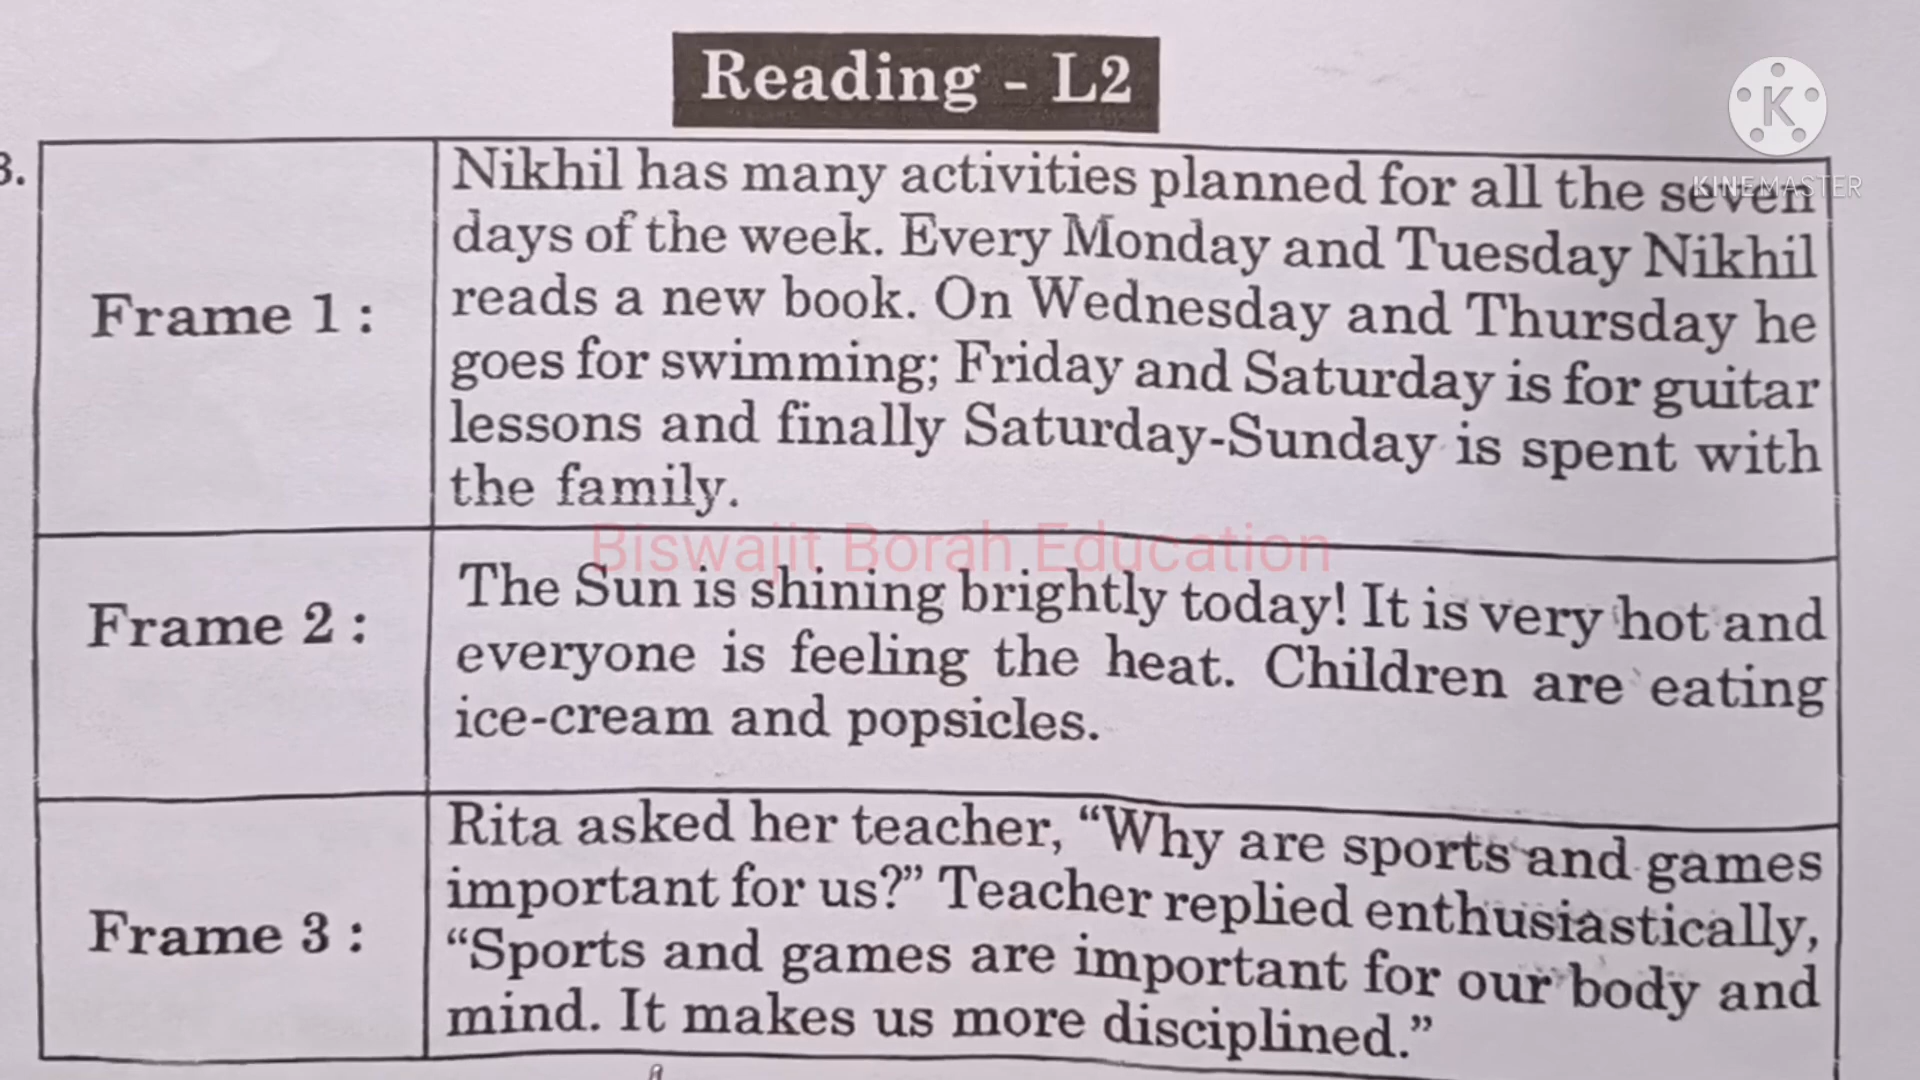 Reading - L2
K
KINEMASTER
3.
Frame 1 :
Nikhil has many activities planned for all the seven
days of the week. Every Monday and Tuesday Nikhil
reads a new book. On Wednesday and Thursday he
goes for swimming; Friday and Saturday is for guitar
lessons and finally Saturday-Sunday is spent with
the family.
Biswajit Borah Education
Frame 2 :
The Sun is shining brightly today! It is very hot and
everyone is feeling the heat. Children are eating
ice-cream and popsicles.
Frame 3 :
Rita asked her teacher, “Why are sports and games
important for us?” Teacher replied enthusiastically,
“Sports and games are important for our body and
mind. It makes us more disciplined.”